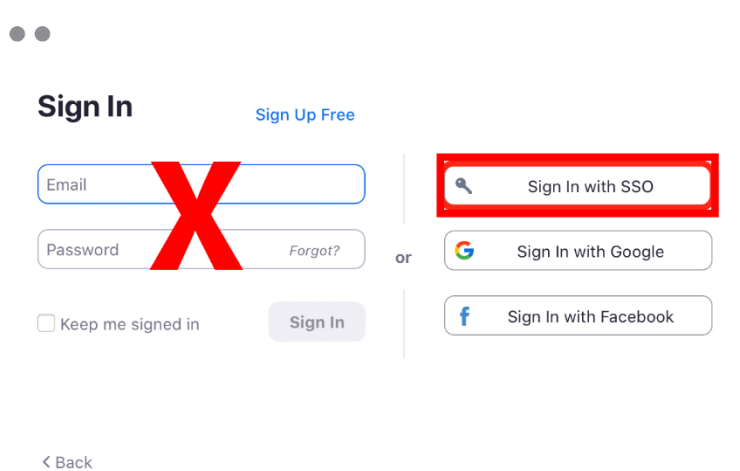 Sign In
Sign Up Free
Email
Password
Forgot?
Keep me signed in
Sign In
or
Sign In with SSO
Sign In with Google
Sign In with Facebook
X
< Back